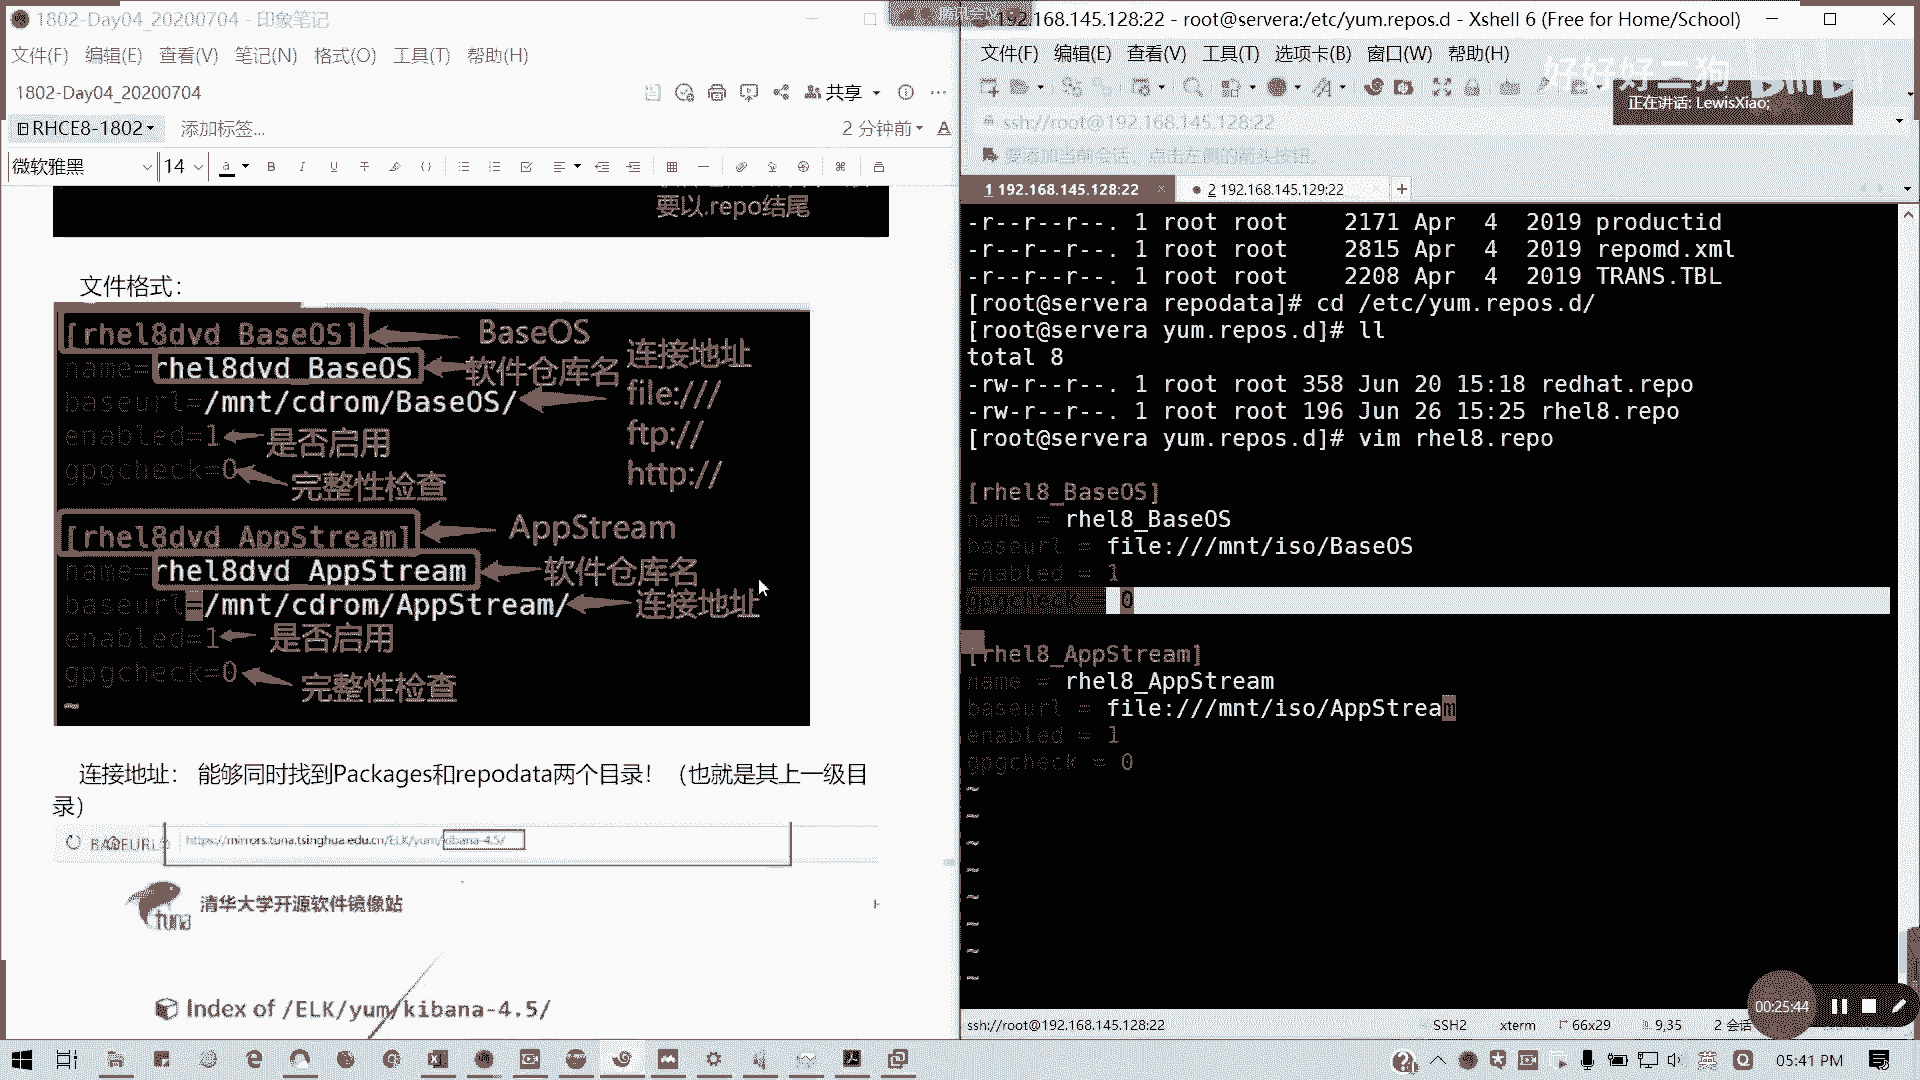 1802-Day04_20200704 - 印象笔记
文件(F) 编辑(E) 查看(V) 笔记(N) 格式(O) 工具(T) 帮助(H)
1802-Day04_20200704
共享
RHCE8-1802
添加标签...
2 分钟前
微软雅黑 14
要以.repo结尾
文件格式：
[rhel8dvd_BaseOS] BaseOS
name=rhel8dvd_BaseOS 软件仓库名 连接地址
baseurl=/mnt/cdrom/BaseOS/ file:///
enabled=1 是否启用 ftp://
gpgcheck=0 完整性检查 http://
[rhel8dvd_AppStream] AppStream
name=rhel8dvd_AppStream 软件仓库名
baseurl=/mnt/cdrom/AppStream/ 连接地址
enabled=1 是否启用
gpgcheck=0 完整性检查
~
连接地址： 能够同时找到Packages和repodata两个目录！（也就是其上一级目
录）
BASEURL https://mirrors.tuna.tsinghua.edu.cn/ELK/yum/kibana-4.5/
tuna 清华大学开源软件镜像站
Index of /ELK/yum/kibana-4.5/
192.168.145.128:22 - root@servera:/etc/yum.repos.d - Xshell 6 (Free for Home/School)
文件(F) 编辑(E) 查看(V) 工具(T) 选项卡(B) 窗口(W) 帮助(H)
好好好二狗 bilibili
正在讲话: LewisXiao;
ssh://root@192.168.145.128:22
要添加当前会话，点击左侧的箭头按钮。
1 192.168.145.128:22 2 192.168.145.129:22
-r--r--r--. 1 root root 2171 Apr 4 2019 productid
-r--r--r--. 1 root root 2815 Apr 4 2019 repomd.xml
-r--r--r--. 1 root root 2208 Apr 4 2019 TRANS.TBL
[root@servera repodata]# cd /etc/yum.repos.d/
[root@servera yum.repos.d]# ll
total 8
-rw-r--r--. 1 root root 358 Jun 20 15:18 redhat.repo
-rw-r--r--. 1 root root 196 Jun 26 15:25 rhel8.repo
[root@servera yum.repos.d]# vim rhel8.repo
[rhel8_BaseOS]
name = rhel8_BaseOS
baseurl = file:///mnt/iso/BaseOS
enabled = 1
gpgcheck = 0
[rhel8_AppStream]
name = rhel8_AppStream
baseurl = file:///mnt/iso/AppStream
enabled = 1
gpgcheck = 0
~
~
~
~
~
~
~
~
00:25:44
ssh://root@192.168.145.128:22 SSH2 xterm 66x29 9,35 2 会话
英 05:41 PM